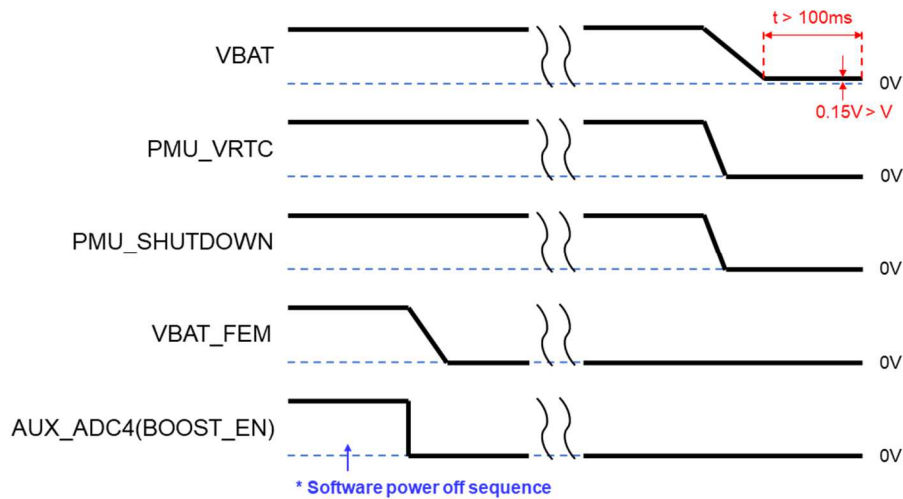 t > 100ms
VBAT
0V
0.15V > V
PMU_VRTC
0V
PMU_SHUTDOWN
0V
VBAT_FEM
0V
AUX_ADC4(BOOST_EN)
0V
* Software power off sequence